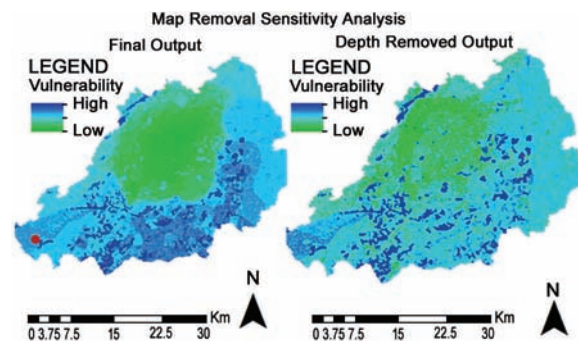 Map Removal Sensitivity Analysis
Final Output
Depth Removed Output
LEGEND
Vulnerability
High
Low
LEGEND
Vulnerability
High
Low
N
N
Km
0 3.75 7.5 15 22.5 30
Km
0 3.75 7.5 15 22.5 30